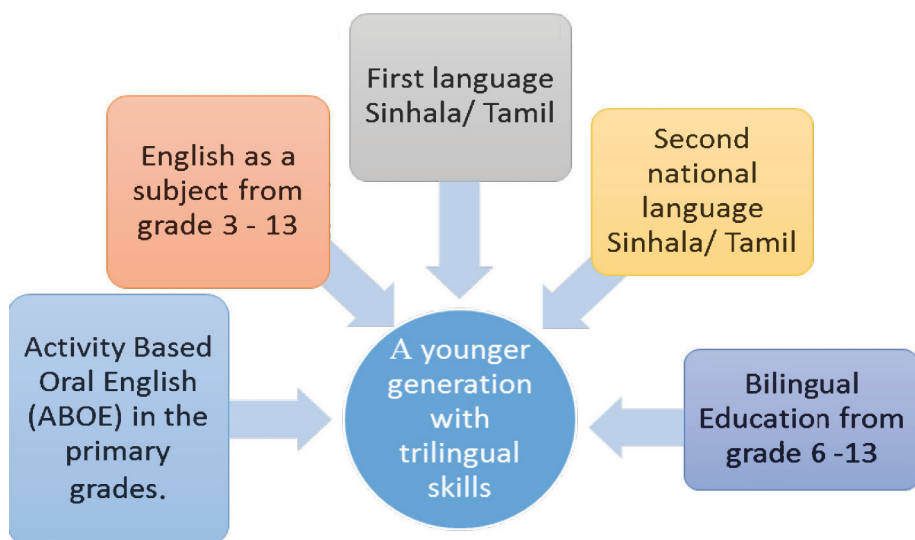 First language
Sinhala/ Tamil
English as a
subject from
grade 3 - 13
Second
national
language
Sinhala/ Tamil
Activity Based
Oral English
(ABOE) in the
primary
grades.
A younger
generation
with
trilingual
skills
Bilingual
Education from
grade 6 -13